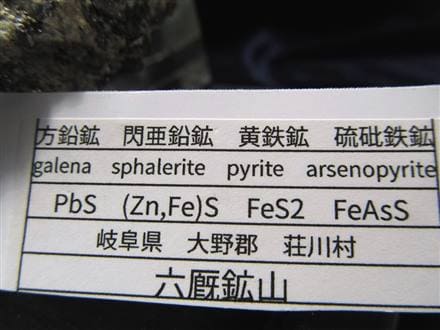 方鉛鉱 閃亜鉛鉱 黄鉄鉱 硫砒鉄鉱
galena sphalerite pyrite arsenopyrite
PbS (Zn,Fe)S FeS2 FeAsS
岐阜県 大野郡 荘川村
六厩鉱山